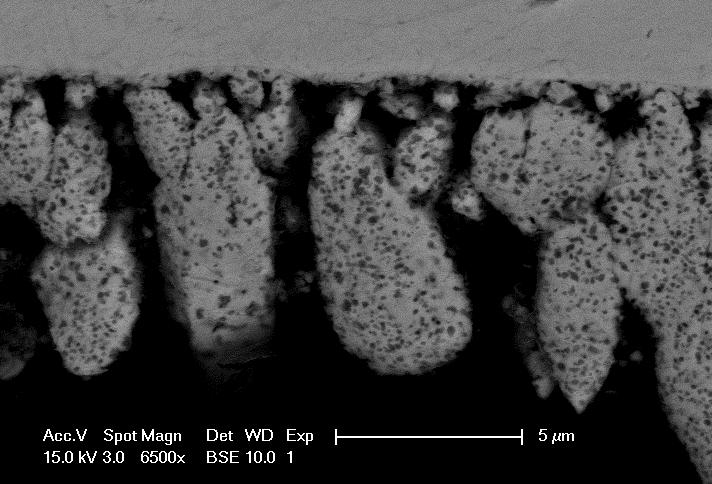 Acc.V Spot Magn Det WD Exp 5 µm
15.0 kV 3.0 6500x BSE 10.0 1